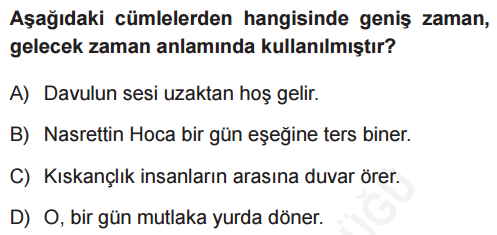 Aşağıdaki cümlelerden hangisinde geniş zaman,
gelecek zaman anlamında kullanılmıştır?
A) Davulun sesi uzaktan hoş gelir.
B) Nasrettin Hoca bir gün eşeğine ters biner.
C) Kıskançlık insanların arasına duvar örer.
D) O, bir gün mutlaka yurda döner.